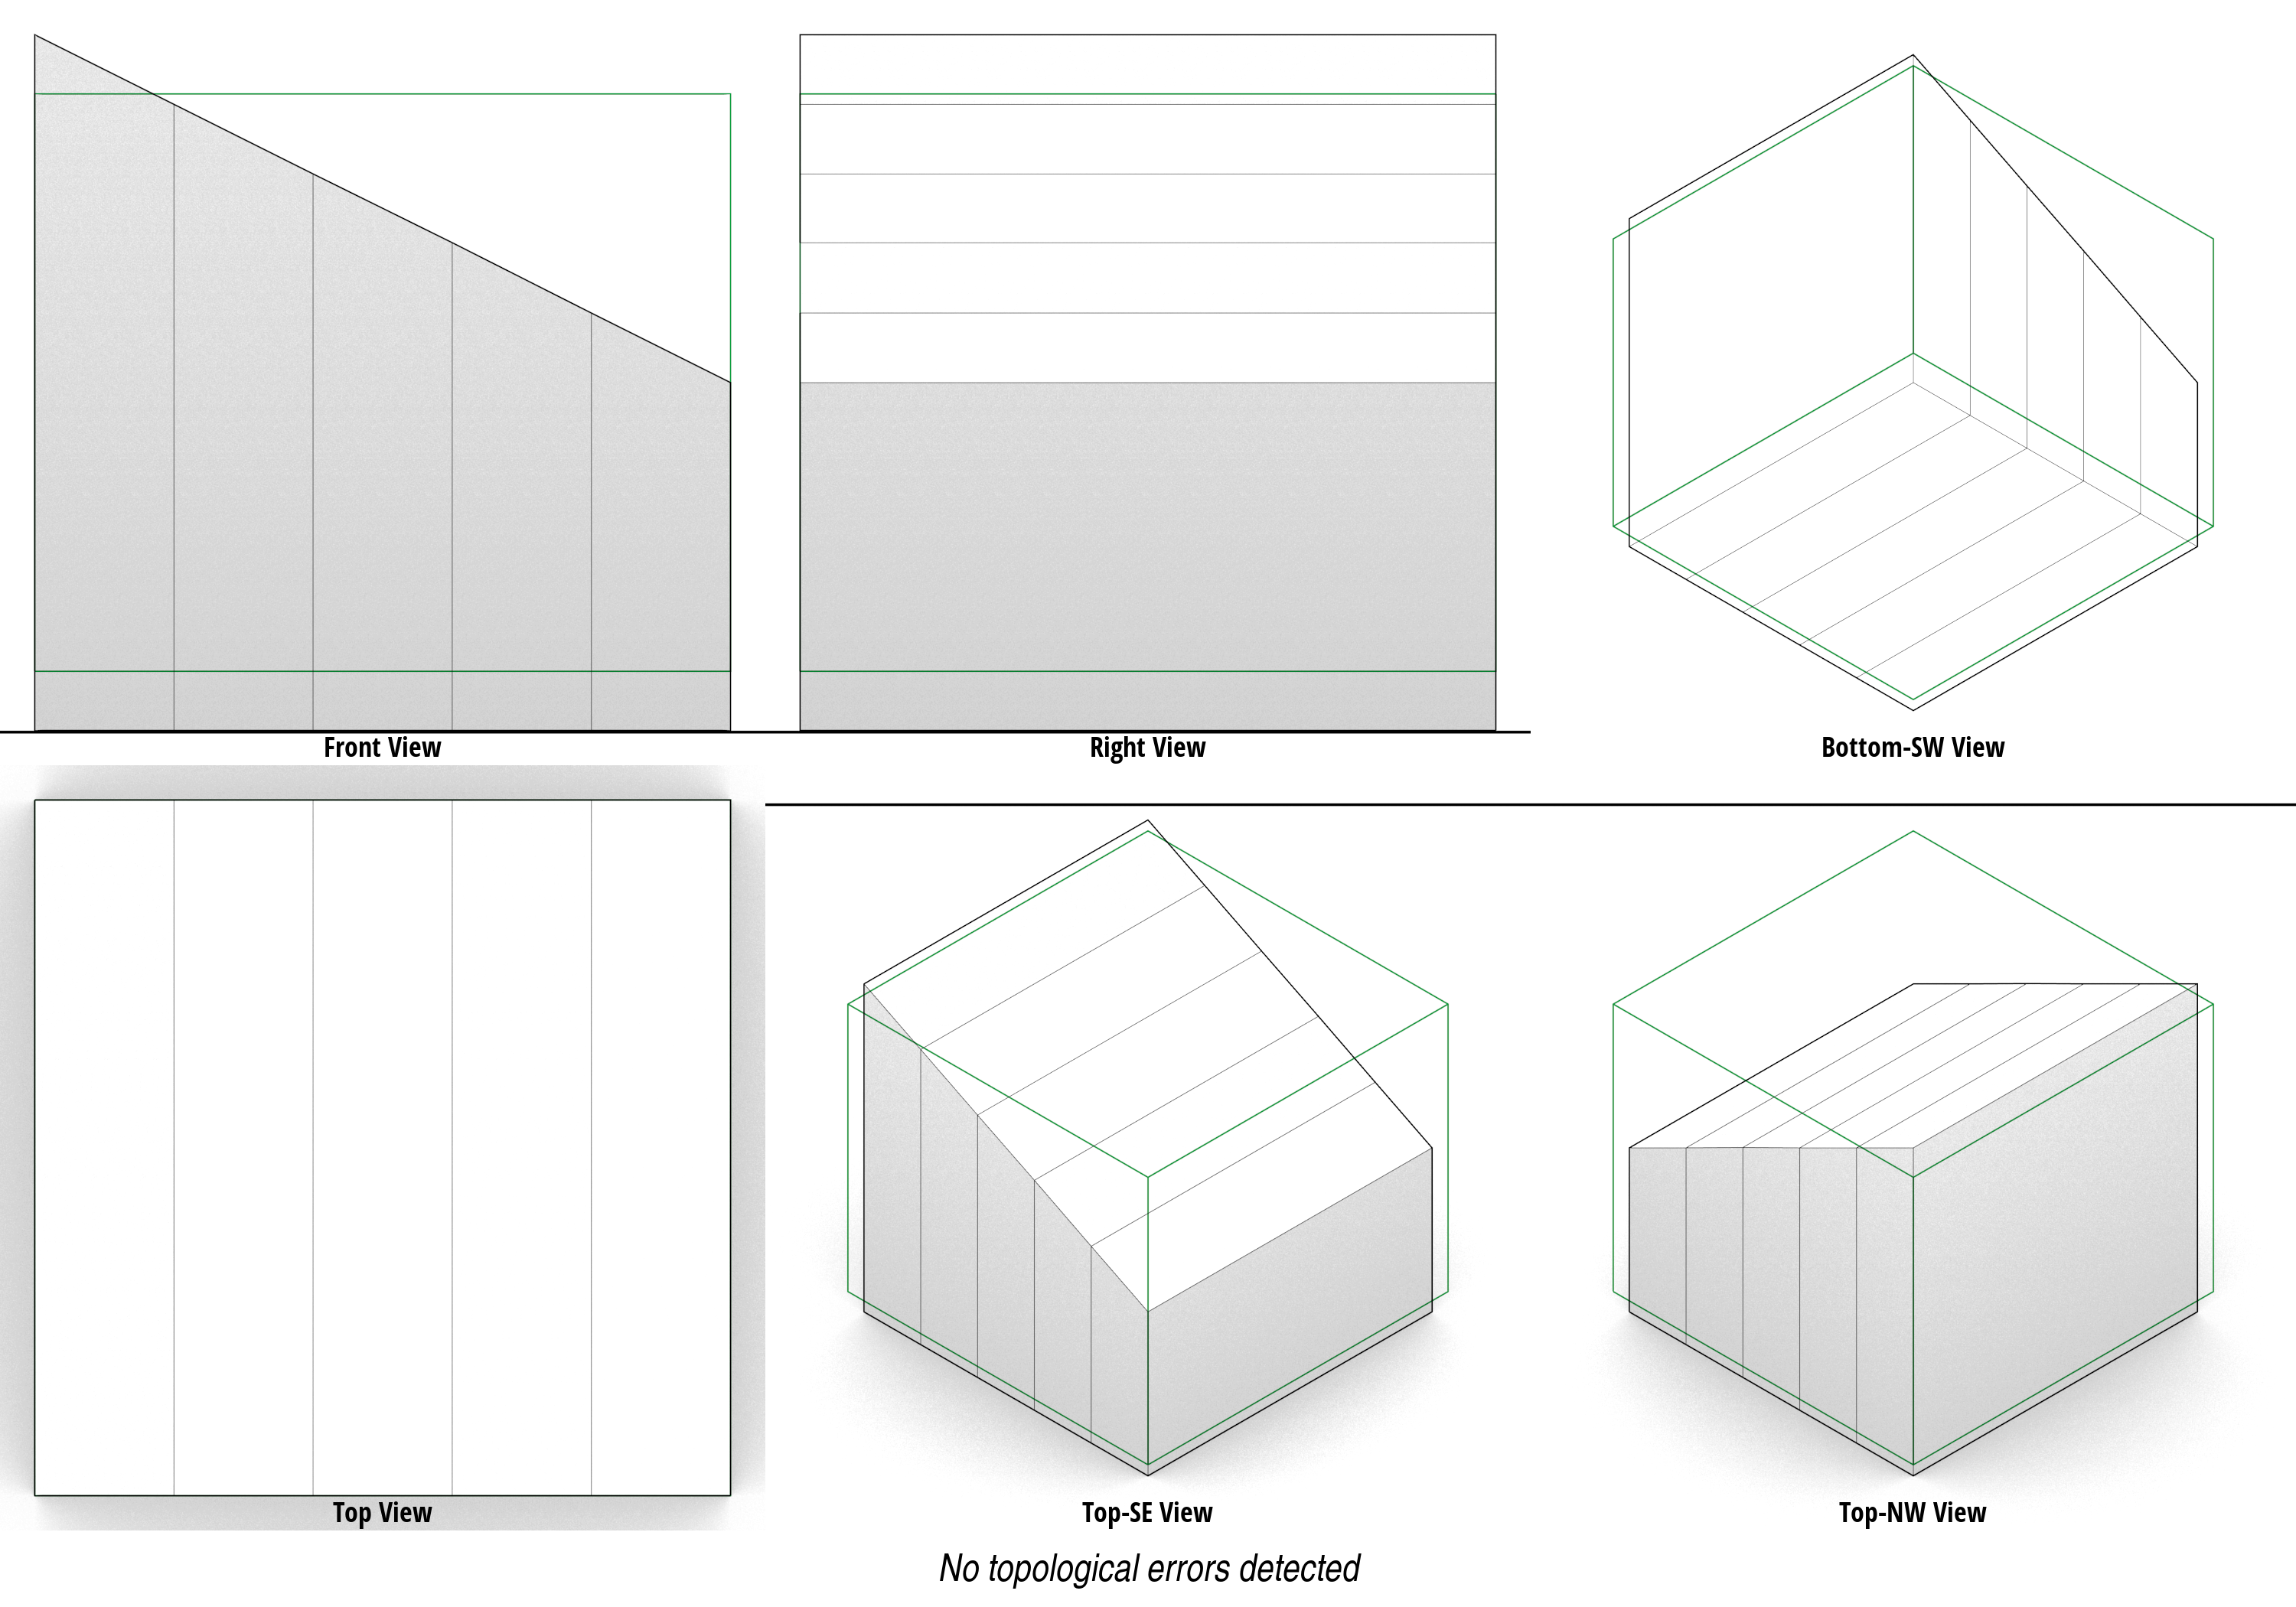 Front View
Right View
Bottom-SW View
Top View
Top-SE View
Top-NW View
No topological errors detected